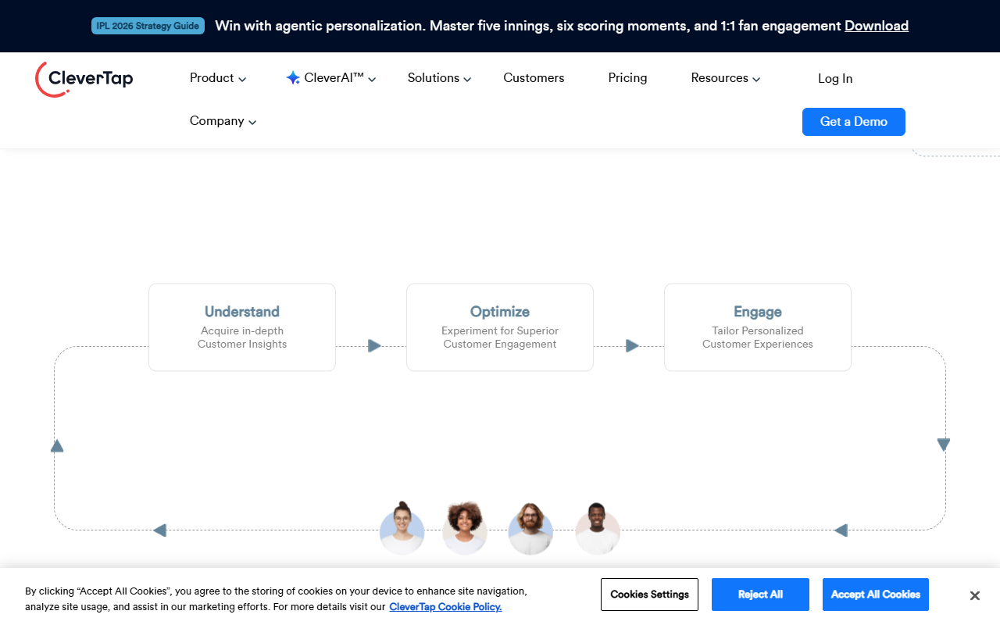 IPL 2026 Strategy Guide
Win with agentic personalization. Master five innings, six scoring moments, and 1:1 fan engagement Download
CleverTap
Product
CleverAI™
Solutions
Customers
Pricing
Resources
Log In
Company
Get a Demo
Understand
Acquire in-depth
Customer Insights
Optimize
Experiment for Superior
Customer Engagement
Engage
Tailor Personalized
Customer Experiences
By clicking “Accept All Cookies”, you agree to the storing of cookies on your device to enhance site navigation,
analyze site usage, and assist in our marketing efforts. For more details visit our CleverTap Cookie Policy.
Cookies Settings
Reject All
Accept All Cookies